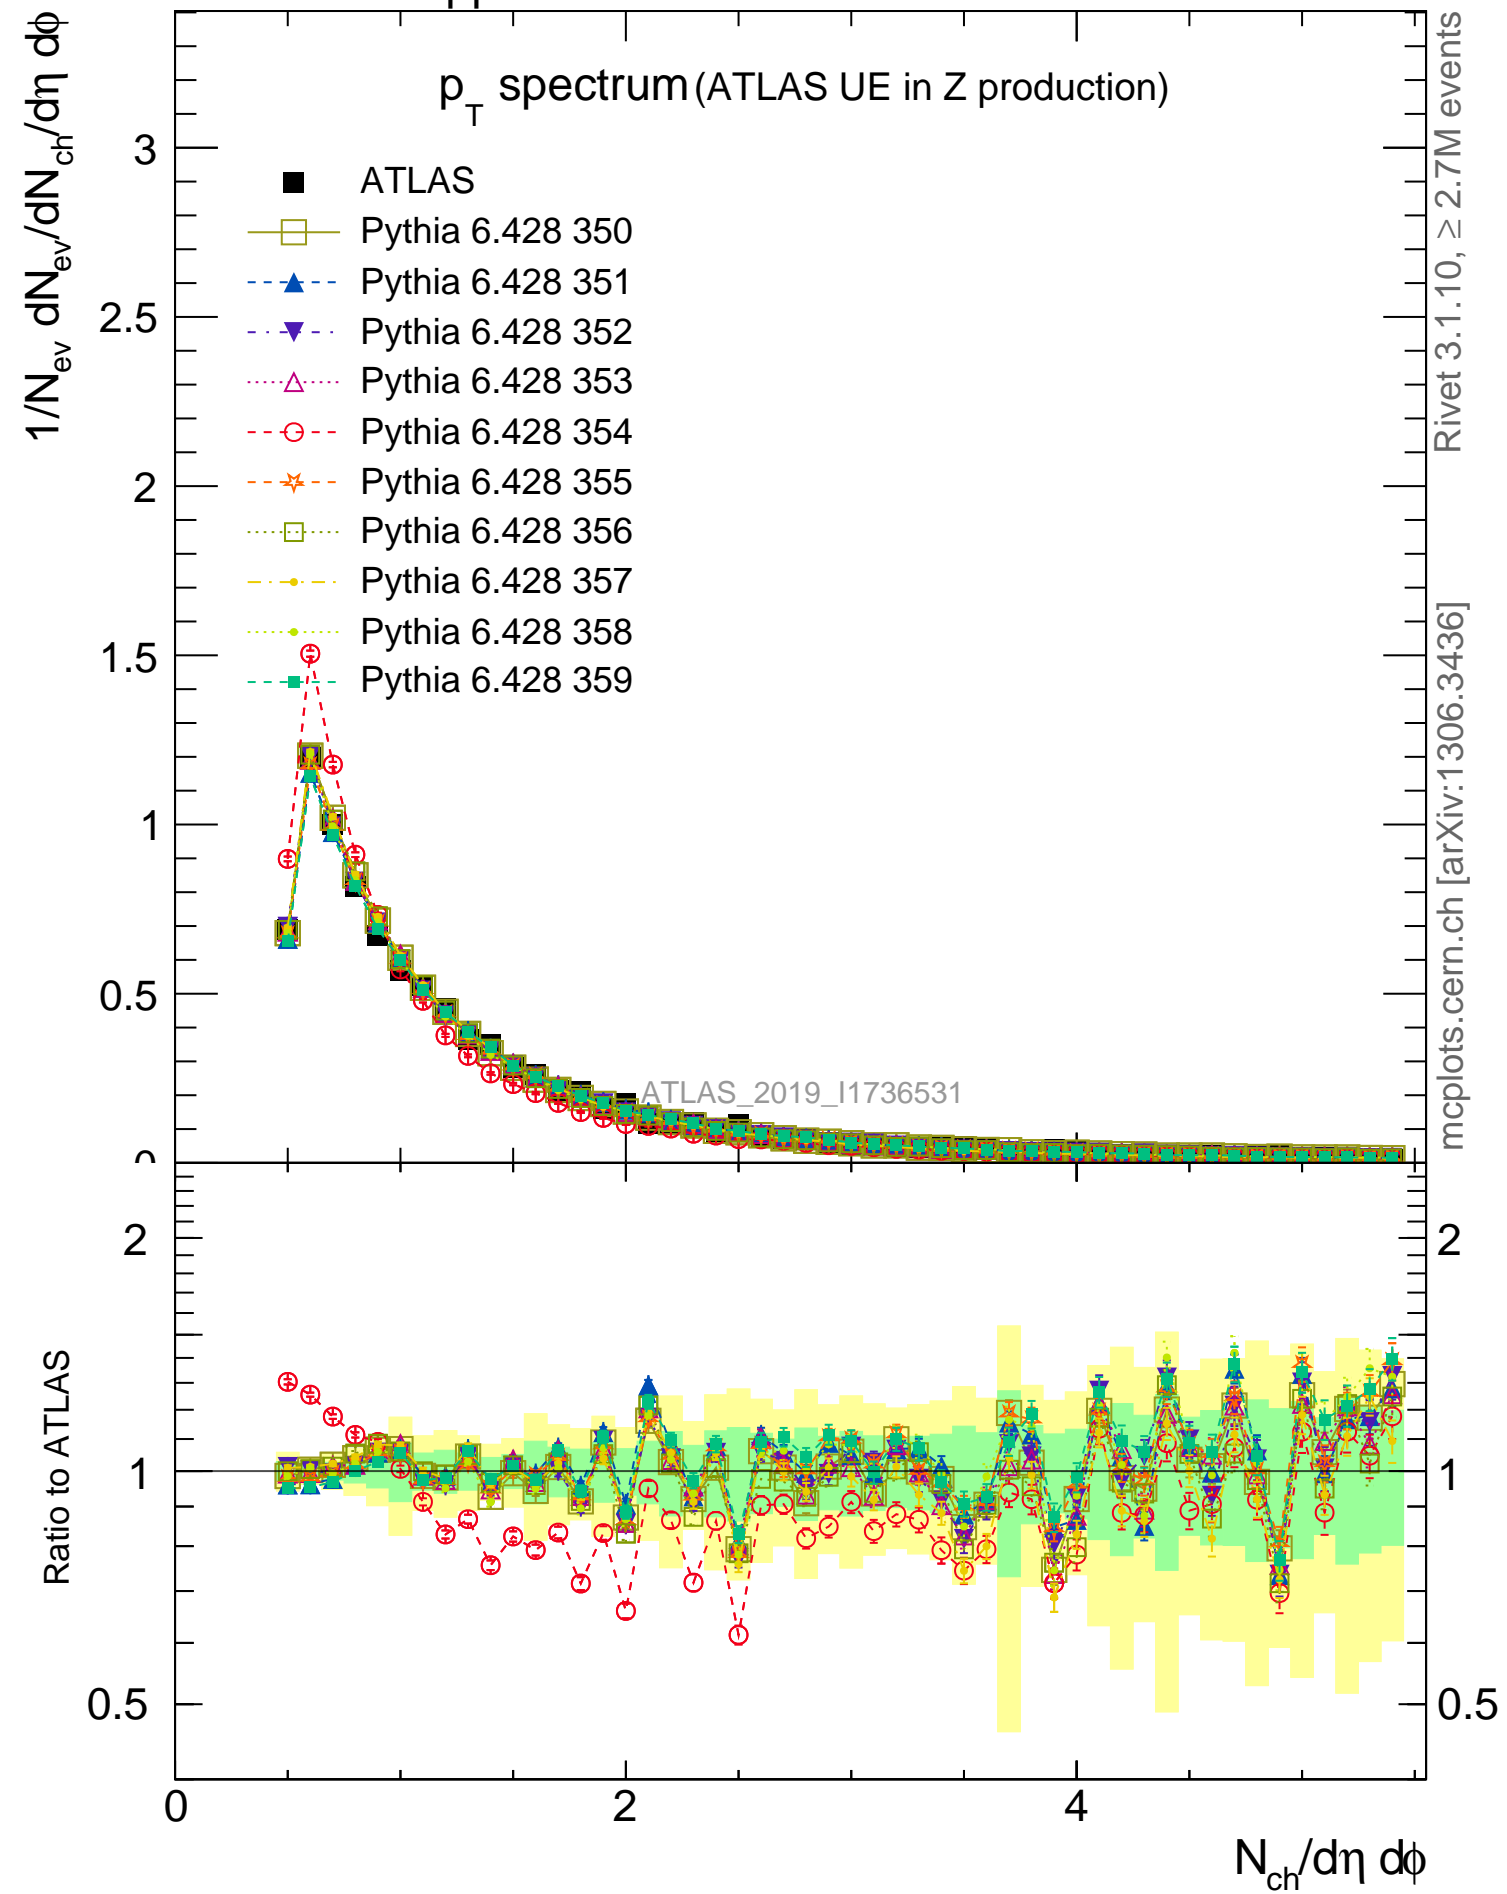 p_T spectrum (ATLAS UE in Z production)
1/N_ev dN_ev/dN_ch/dη dϕ
ATLAS
Pythia 6.428 350
Pythia 6.428 351
Pythia 6.428 352
Pythia 6.428 353
Pythia 6.428 354
Pythia 6.428 355
Pythia 6.428 356
Pythia 6.428 357
Pythia 6.428 358
Pythia 6.428 359
3
2.5
2
1.5
1
0.5
0
ATLAS_2019_I1736531
Rivet 3.1.10, ≥ 2.7M events
mcplots.cern.ch [arXiv:1306.3436]
Ratio to ATLAS
2
1
0.5
2
1
0.5
0
2
4
N_ch/dη dϕ